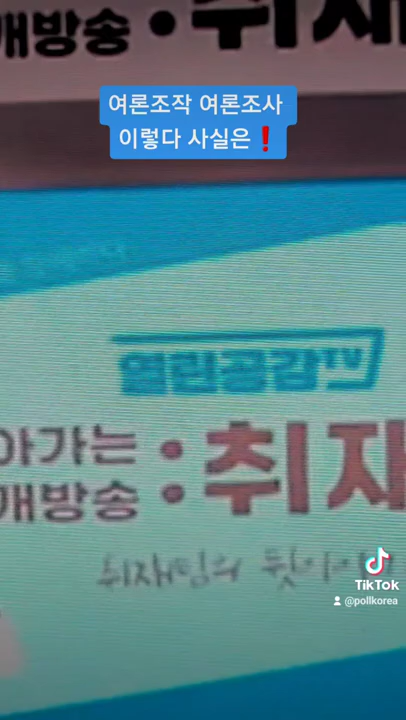 개방송 • 취재
여론조작 여론조사
이렇다 사실은❗
열린공감TV
아가는
개방송 • 취재
TikTok
@pollkorea